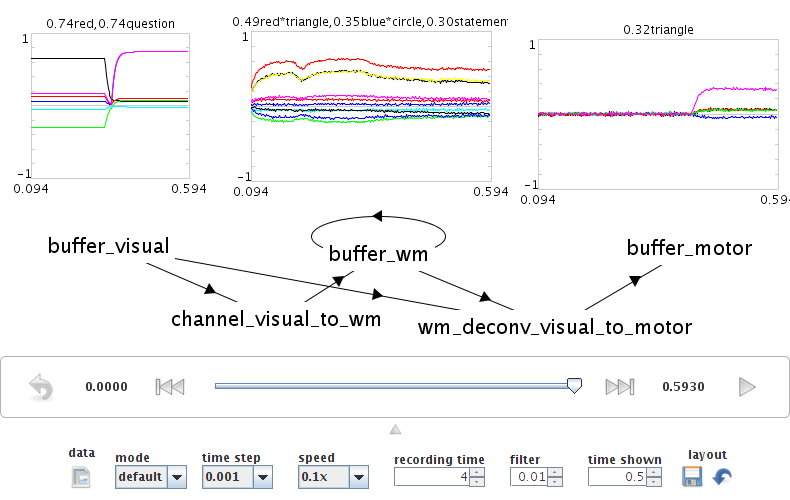 0.74red,0.74question
0.49red*triangle,0.35blue*circle,0.30statemen
0.32triangle
1
-1
0.094
0.594
1
-1
0.094
0.594
1
-1
0.094
0.594
buffer_visual
buffer_wm
buffer_motor
channel_visual_to_wm
wm_deconv_visual_to_motor
0.0000
0.5930
data
mode
default
time step
0.001
speed
0.1x
recording time
4
filter
0.01
time shown
0.5
layout